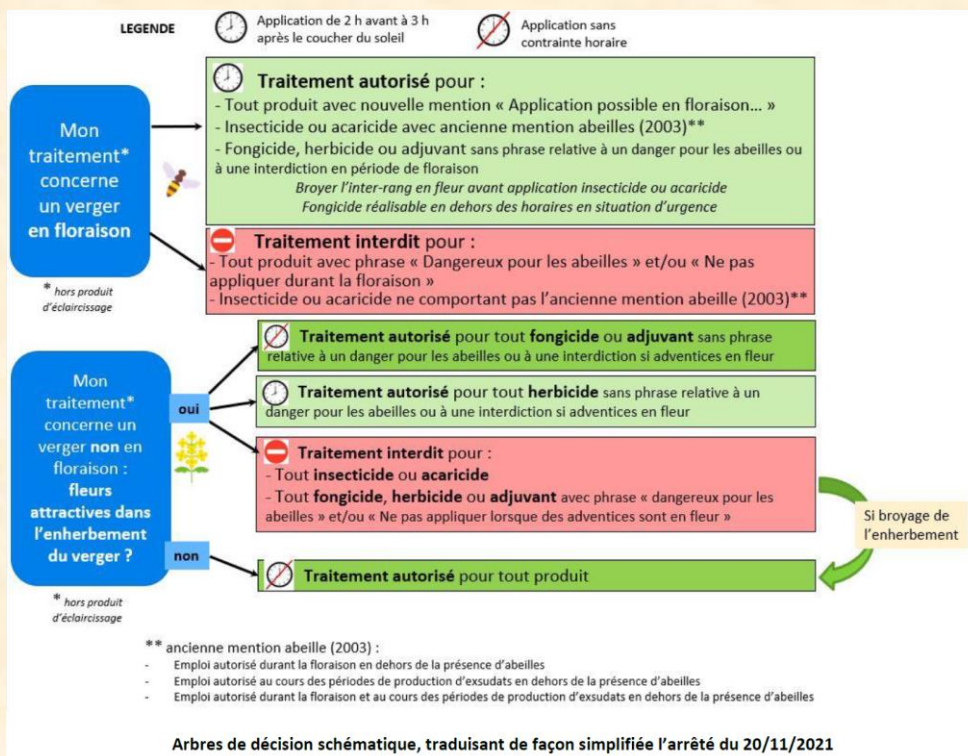 LEGENDE
Application de 2 h avant à 3 h
après le coucher du soleil
Application sans
contrainte horaire
Mon
traitement*
concerne
un verger
en floraison
* hors produit
d'éclaircissage
Traitement autorisé pour :
- Tout produit avec nouvelle mention « Application possible en floraison… »
- Insecticide ou acaricide avec ancienne mention abeilles (2003)**
- Fongicide, herbicide ou adjuvant sans phrase relative à un danger pour les abeilles ou
à une interdiction en période de floraison
Broyer l'inter-rang en fleur avant application insecticide ou acaricide
Fongicide réalisable en dehors des horaires en situation d'urgence
Traitement interdit pour :
- Tout produit avec phrase « Dangereux pour les abeilles » et/ou « Ne pas
appliquer durant la floraison »
- Insecticide ou acaricide ne comportant pas l'ancienne mention abeille (2003)**
Mon
traitement*
concerne un
verger non en
floraison :
fleurs
attractives dans
l'enherbement
du verger ?
* hors produit
d'éclaircissage
oui
Traitement autorisé pour tout fongicide ou adjuvant sans phrase
relative à un danger pour les abeilles ou à une interdiction si adventices en fleur
Traitement autorisé pour tout herbicide sans phrase relative à un
danger pour les abeilles ou à une interdiction si adventices en fleur
Traitement interdit pour :
- Tout insecticide ou acaricide
- Tout fongicide, herbicide ou adjuvant avec phrase « dangereux pour les
abeilles » et/ou « Ne pas appliquer lorsque des adventices sont en fleur »
Si broyage de
l'enherbement
non
Traitement autorisé pour tout produit
** ancienne mention abeille (2003) :
- Emploi autorisé durant la floraison en dehors de la présence d'abeilles
- Emploi autorisé au cours des périodes de production d'exsudats en dehors de la présence d'abeilles
- Emploi autorisé durant la floraison et au cours des périodes de production d'exsudats en dehors de la présence d'abeilles
Arbres de décision schématique, traduisant de façon simplifiée l'arrêté du 20/11/2021